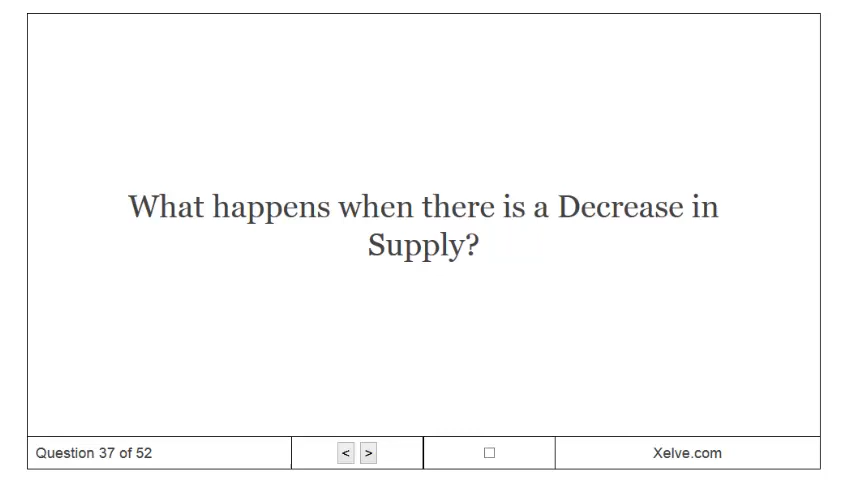 What happens when there is a Decrease in
Supply?
Question 37 of 52
< >
Xelve.com